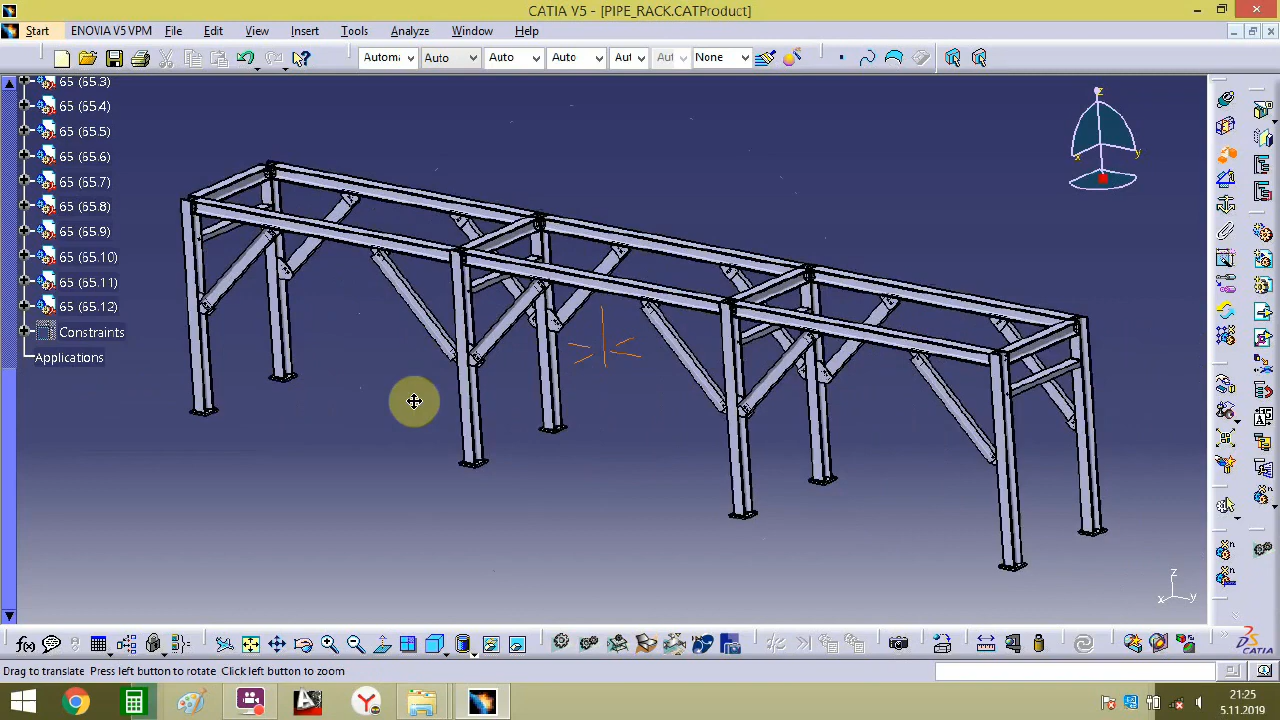 CATIA V5 - [PIPE_RACK.CATProduct]
Start ENOVIA V5 VPM File Edit View Insert Tools Analyze Window Help
Automa Auto Auto Auto Aut Aut None
65 (65.3)
65 (65.4)
65 (65.5)
65 (65.6)
65 (65.7)
65 (65.8)
65 (65.9)
65 (65.10)
65 (65.11)
65 (65.12)
Constraints
Applications
z
x
y
z
x
y
CATIA
Drag to translate Press left button to rotate Click left button to zoom
21:25
5.11.2019